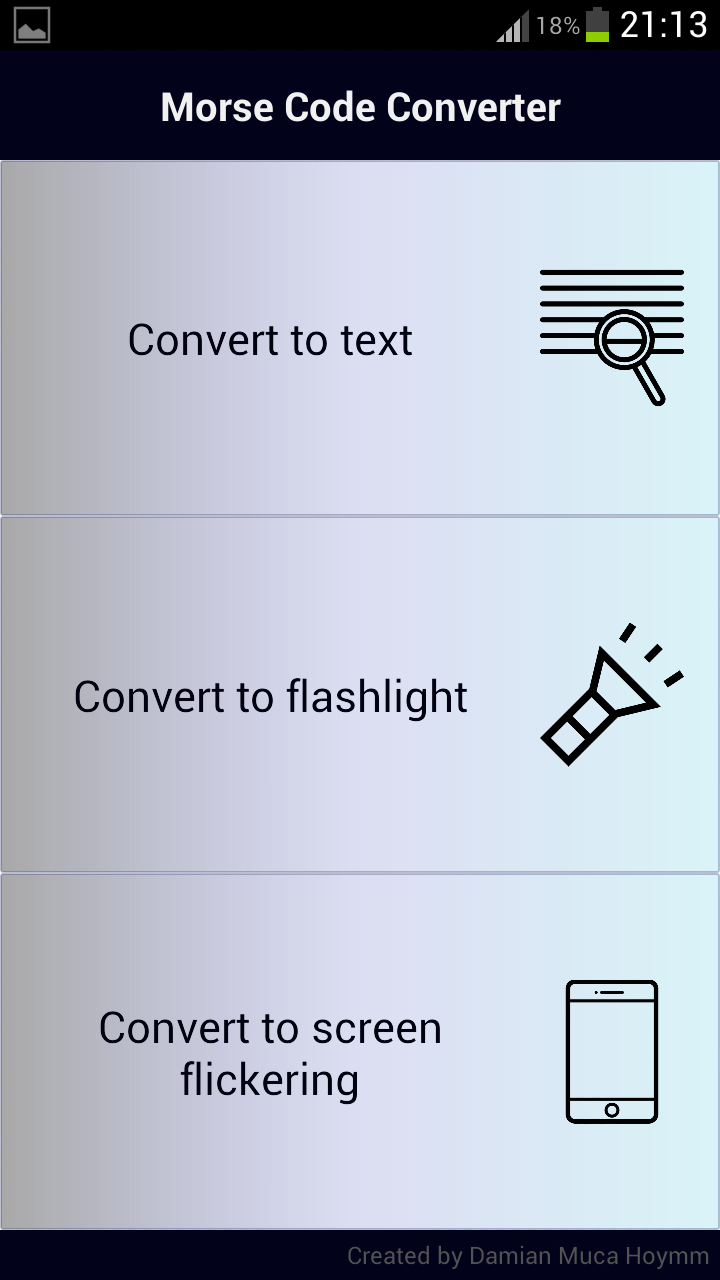 18% 21:13
Morse Code Converter
Convert to text
Convert to flashlight
Convert to screen
flickering
Created by Damian Muca Hoymm